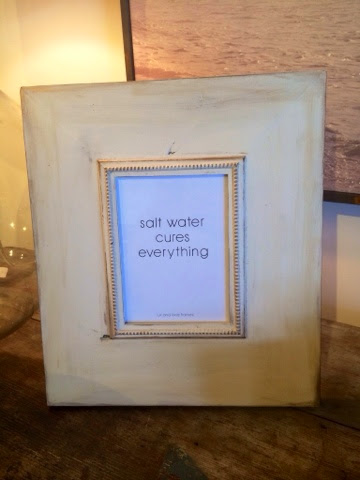 salt water
cures
everything